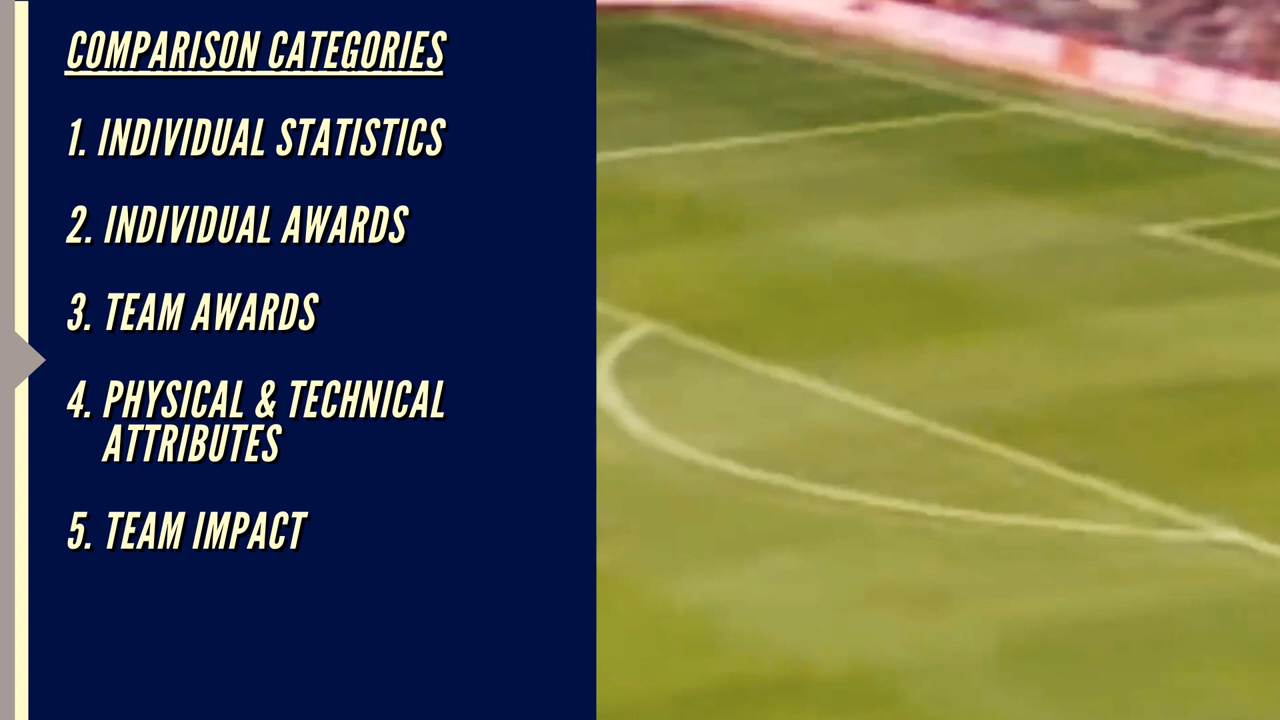 COMPARISON CATEGORIES
1. INDIVIDUAL STATISTICS
2. INDIVIDUAL AWARDS
3. TEAM AWARDS
4. PHYSICAL & TECHNICAL
ATTRIBUTES
5. TEAM IMPACT